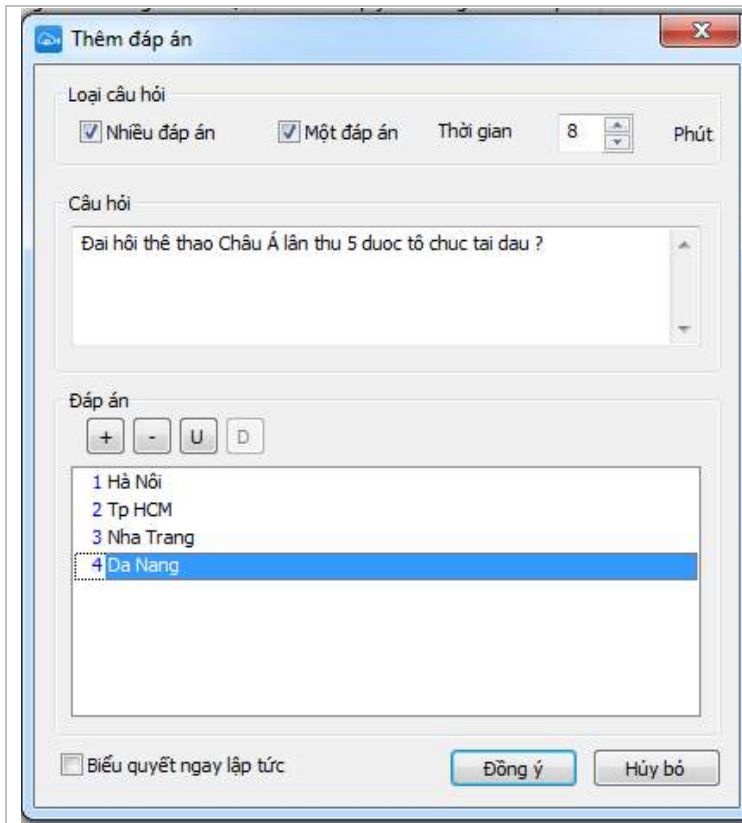 Thêm đáp án
Loại câu hỏi
Nhiều đáp án Một đáp án Thời gian 8 Phút
Câu hỏi
Đai hôi thê thao Châu Á lân thu 5 duoc tô chuc tai dau ?
Đáp án
+ - U D
1 Hà Nôi
2 Tp HCM
3 Nha Trang
4 Da Nang
Biểu quyết ngay lập tức Đồng ý Hủy bỏ